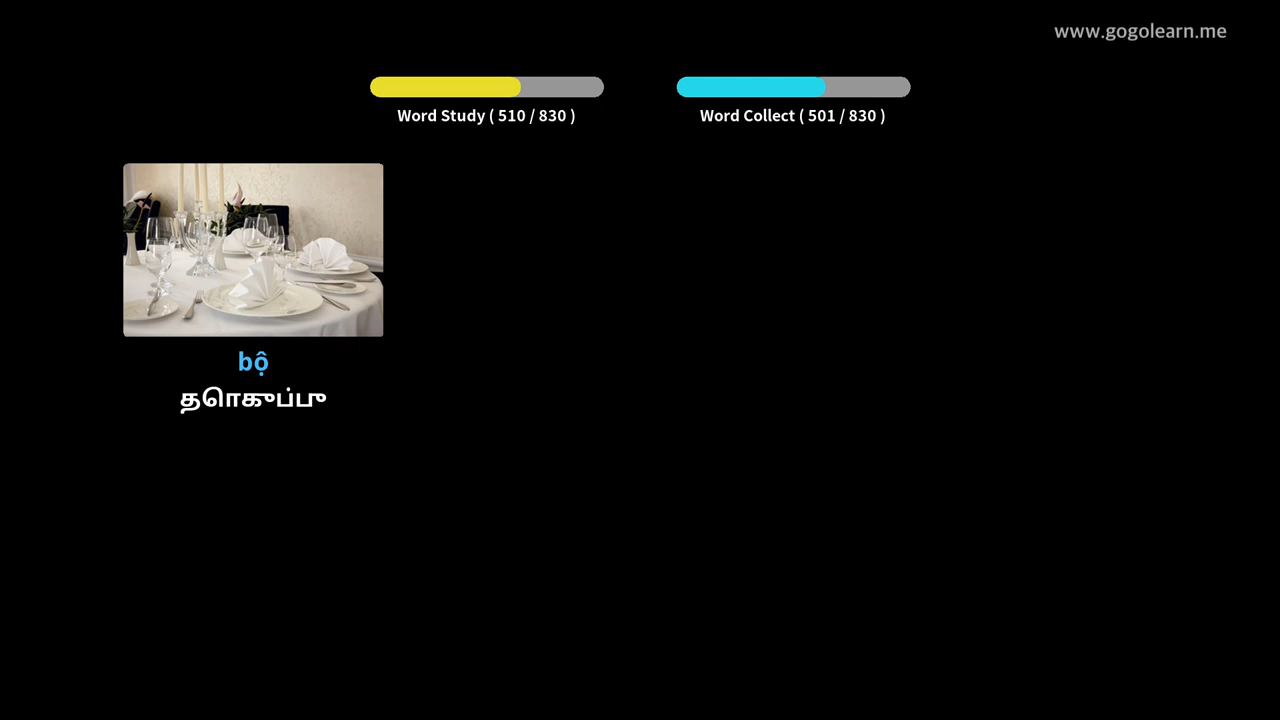 www.gogolearn.me
Word Study ( 510 / 830 )
Word Collect ( 501 / 830 )
bộ
தொகுப்பு